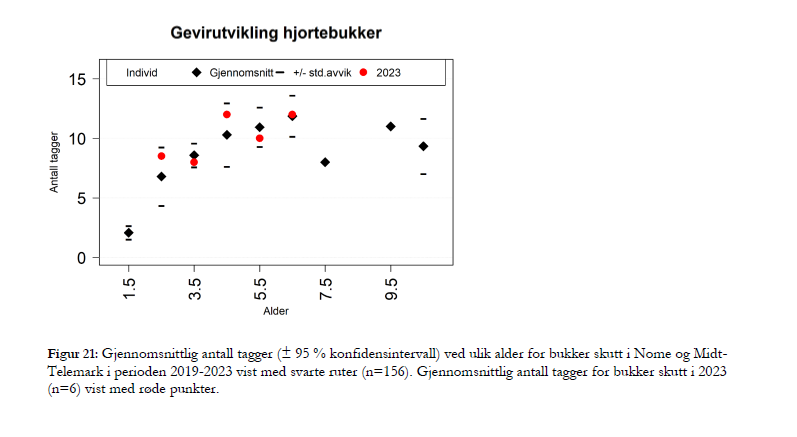 Gevirutvikling hjortebukker
Individ Gjennomsnitt +/- std.avvik 2023
15
10
5
0
Antall tagger
1.5 3.5 5.5 7.5 9.5
Alder
Figur 21: Gjennomsnittlig antall tagger (± 95 % konfidensintervall) ved ulik alder for bukker skutt i Nome og Midt-
Telemark i perioden 2019-2023 vist med svarte ruter (n=156). Gjennomsnittlig antall tagger for bukker skutt i 2023
(n=6) vist med røde punkter.